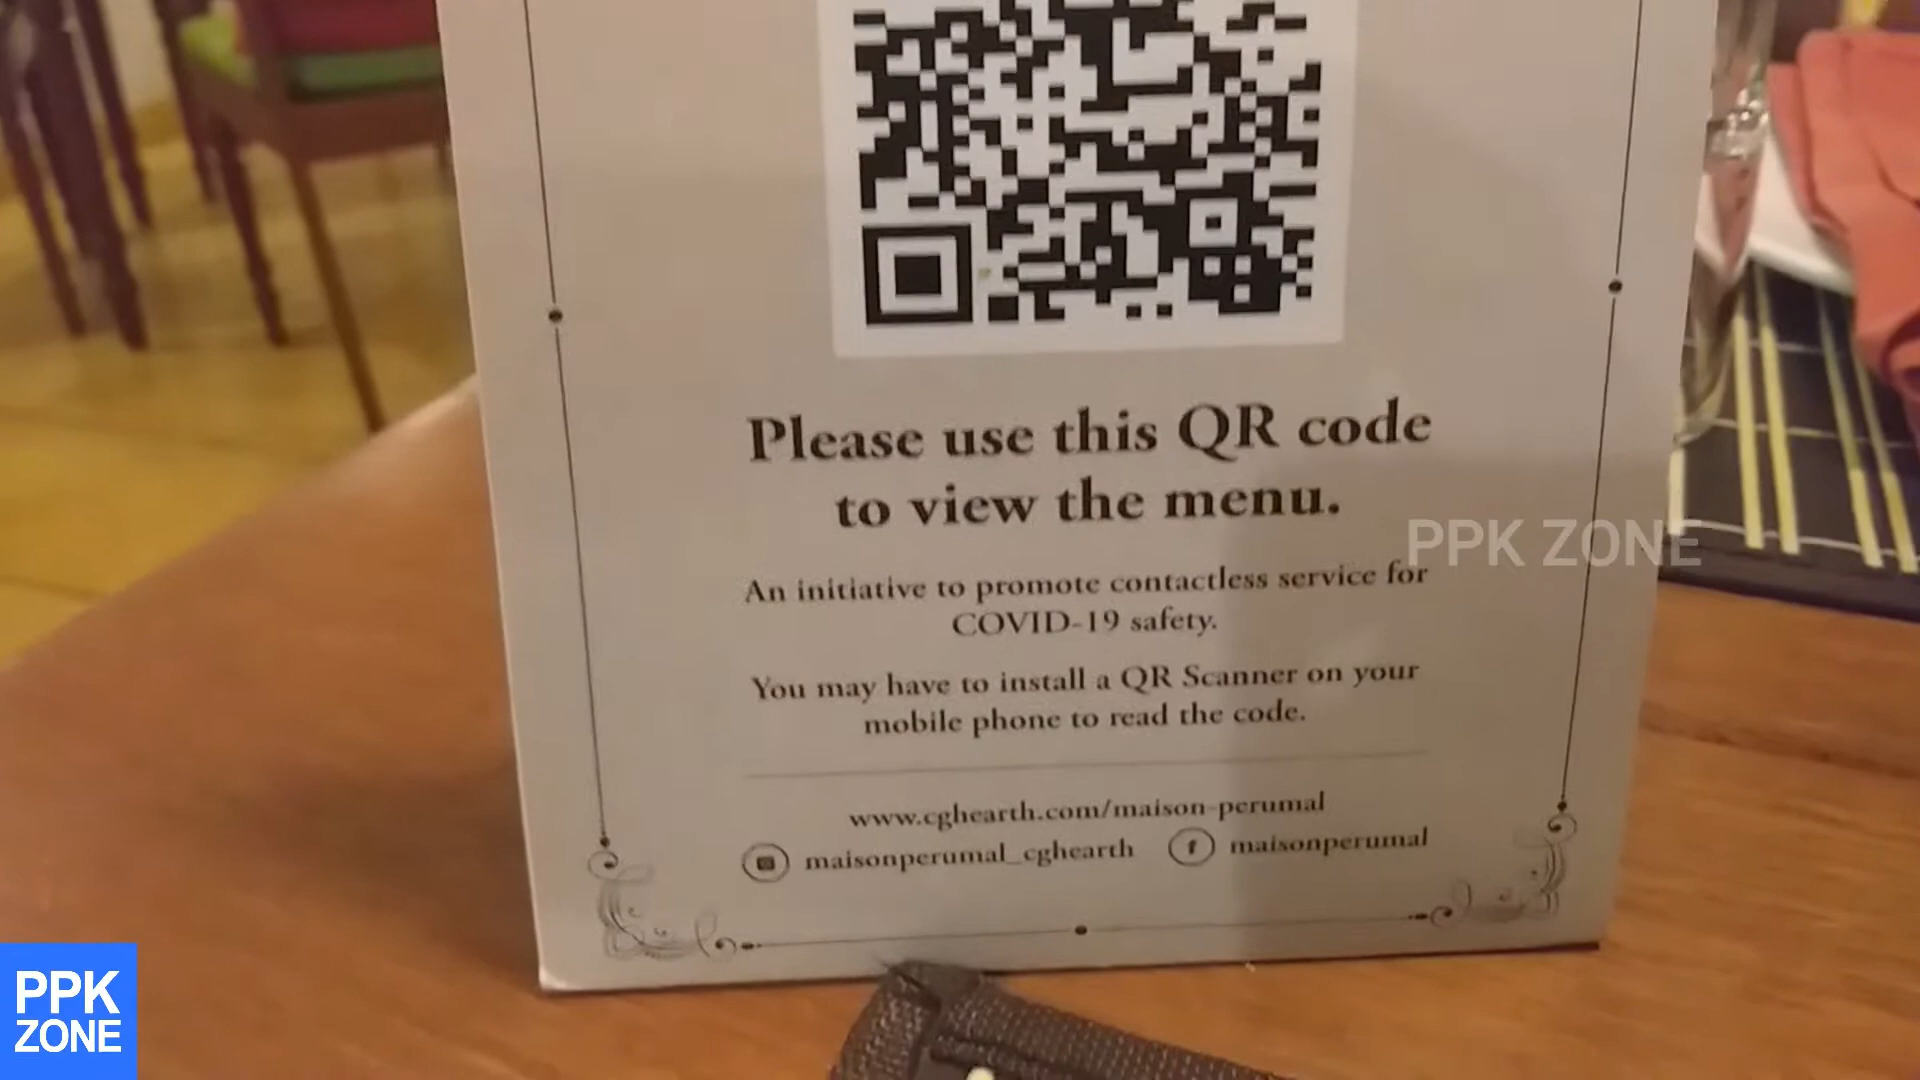 Please use this QR code
to view the menu.
PPK ZONE
An initiative to promote contactless service for
COVID-19 safety.
You may have to install a QR Scanner on your
mobile phone to read the code.
www.cghearth.com/maison-perumal
maisonperumal_cghearth
f maisonperumal
PPK
ZONE